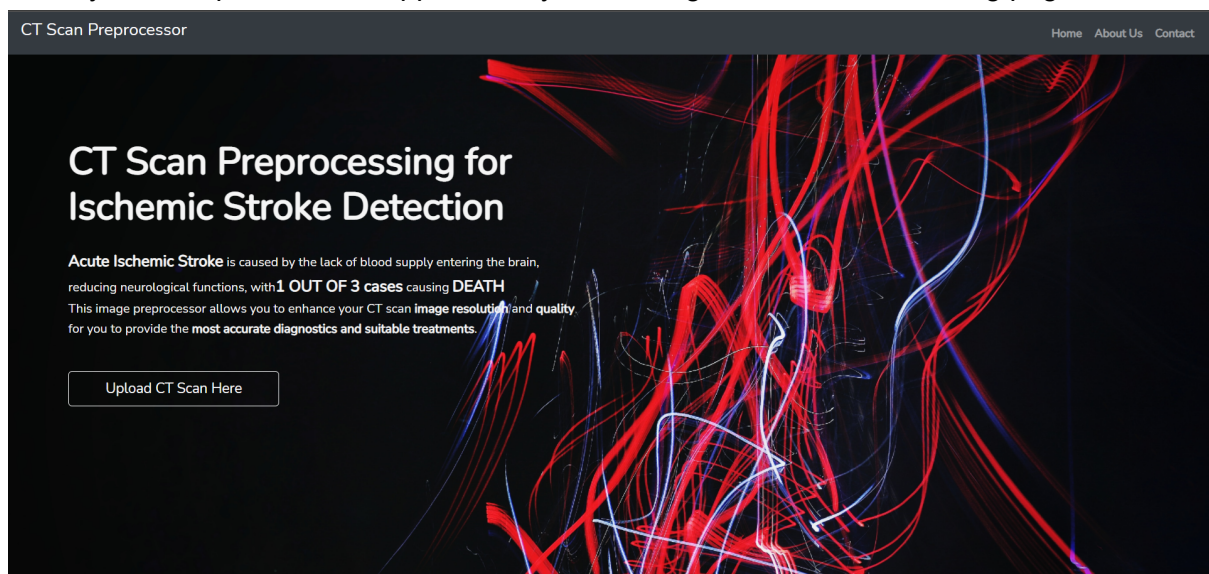 CT Scan Preprocessor
Home About Us Contact
CT Scan Preprocessing for
Ischemic Stroke Detection
Acute Ischemic Stroke is caused by the lack of blood supply entering the brain,
reducing neurological functions, with1 OUT OF 3 cases causing DEATH
This image preprocessor allows you to enhance your CT scan image resolution and quality
for you to provide the most accurate diagnostics and suitable treatments.
Upload CT Scan Here